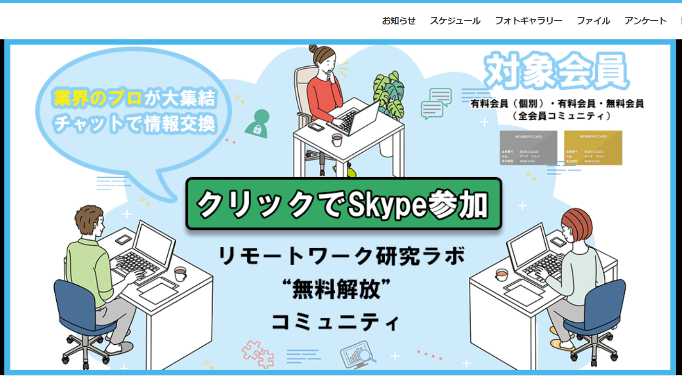 お知らせ スケジュール フォトギャラリー ファイル アンケート
業界のプロが大集結
チャットで情報交換
対象会員
有料会員（個別）・有料会員・無料会員
（全会員コミュニティ）
クリックでSkype参加
リモートワーク研究ラボ
“無料解放”
コミュニティ